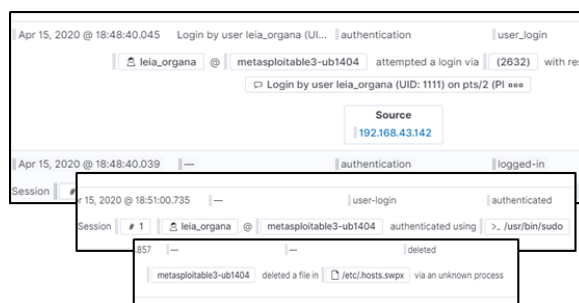 Apr 15, 2020 @ 18:48:40.045 Login by user leia_organa (UI... authentication user_login
leia_organa @ metasploitable3-ub1404 attempted a login via (2632) with res
Login by user leia_organa (UID: 1111) on pts/2 (PI
Source
192.168.43.142
Apr 15, 2020 @ 18:48:40.039 — authentication logged-in
Session #
r 15, 2020 @ 18:51:00.735 — user-login authenticated
Session # 1 leia_organa @ metasploitable3-ub1404 authenticated using >_ /usr/bin/sudo
.857 — — deleted
metasploitable3-ub1404 deleted a file in /etc/.hosts.swpx via an unknown process